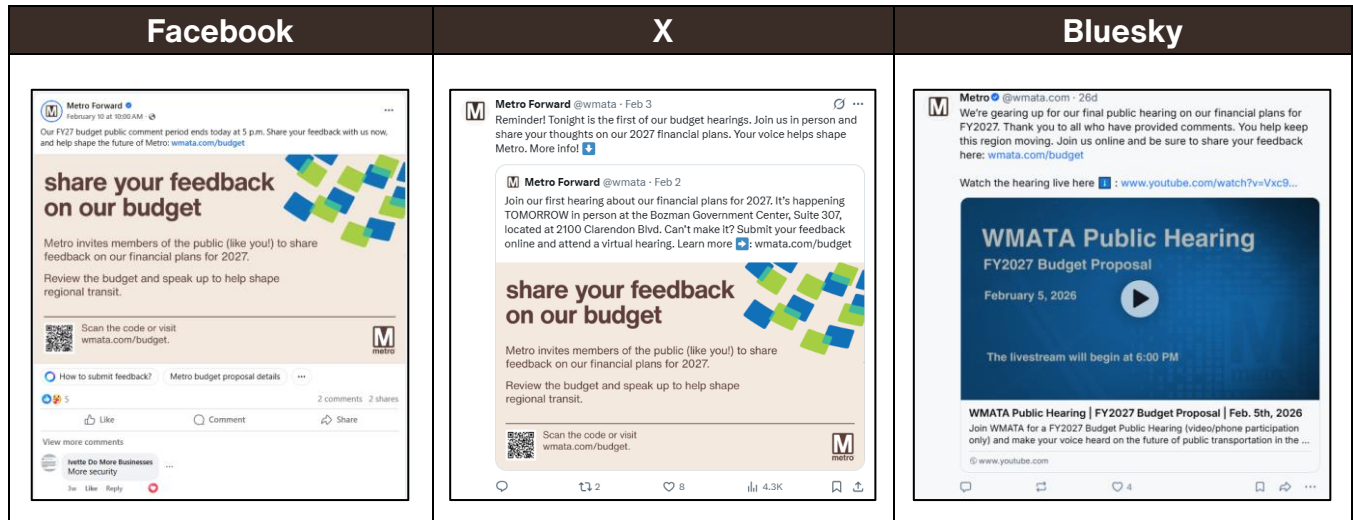 Facebook
X
Bluesky
Metro Forward
February 10 at 10:00 AM ·
Our FY27 budget public comment period ends today at 5 p.m. Share your feedback with us now,
and help shape the future of Metro: wmata.com/budget
share your feedback
on our budget
Metro invites members of the public (like you!) to share
feedback on our financial plans for 2027.
Review the budget and speak up to help shape
regional transit.
Scan the code or visit
wmata.com/budget.
M
metro
How to submit feedback?
Metro budget proposal details
...
5
2 comments 2 shares
Like
Comment
Share
View more comments
Ivette Do More Businesses
More security
...
3w Like Reply
Metro Forward @wmata · Feb 3
Reminder! Tonight is the first of our budget hearings. Join us in person and
share your thoughts on our 2027 financial plans. Your voice helps shape
Metro. More info! ⬇️
Metro Forward @wmata · Feb 2
Join our first hearing about our financial plans for 2027. It's happening
TOMORROW in person at the Bozman Government Center, Suite 307,
located at 2100 Clarendon Blvd. Can't make it? Submit your feedback
online and attend a virtual hearing. Learn more ➡️: wmata.com/budget
share your feedback
on our budget
Metro invites members of the public (like you!) to share
feedback on our financial plans for 2027.
Review the budget and speak up to help shape
regional transit.
Scan the code or visit
wmata.com/budget.
M
metro
2
8
4.3K
Metro @wmata.com · 26d
We're gearing up for our final public hearing on our financial plans for
FY2027. Thank you to all who have provided comments. You help keep
this region moving. Join us online and be sure to share your feedback
here: wmata.com/budget
Watch the hearing live here ⬇️ : www.youtube.com/watch?v=Vxc9...
WMATA Public Hearing
FY2027 Budget Proposal
February 5, 2026
The livestream will begin at 6:00 PM
WMATA Public Hearing | FY2027 Budget Proposal | Feb. 5th, 2026
Join WMATA for a FY2027 Budget Public Hearing (video/phone participation
only) and make your voice heard on the future of public transportation in the ...
www.youtube.com
4